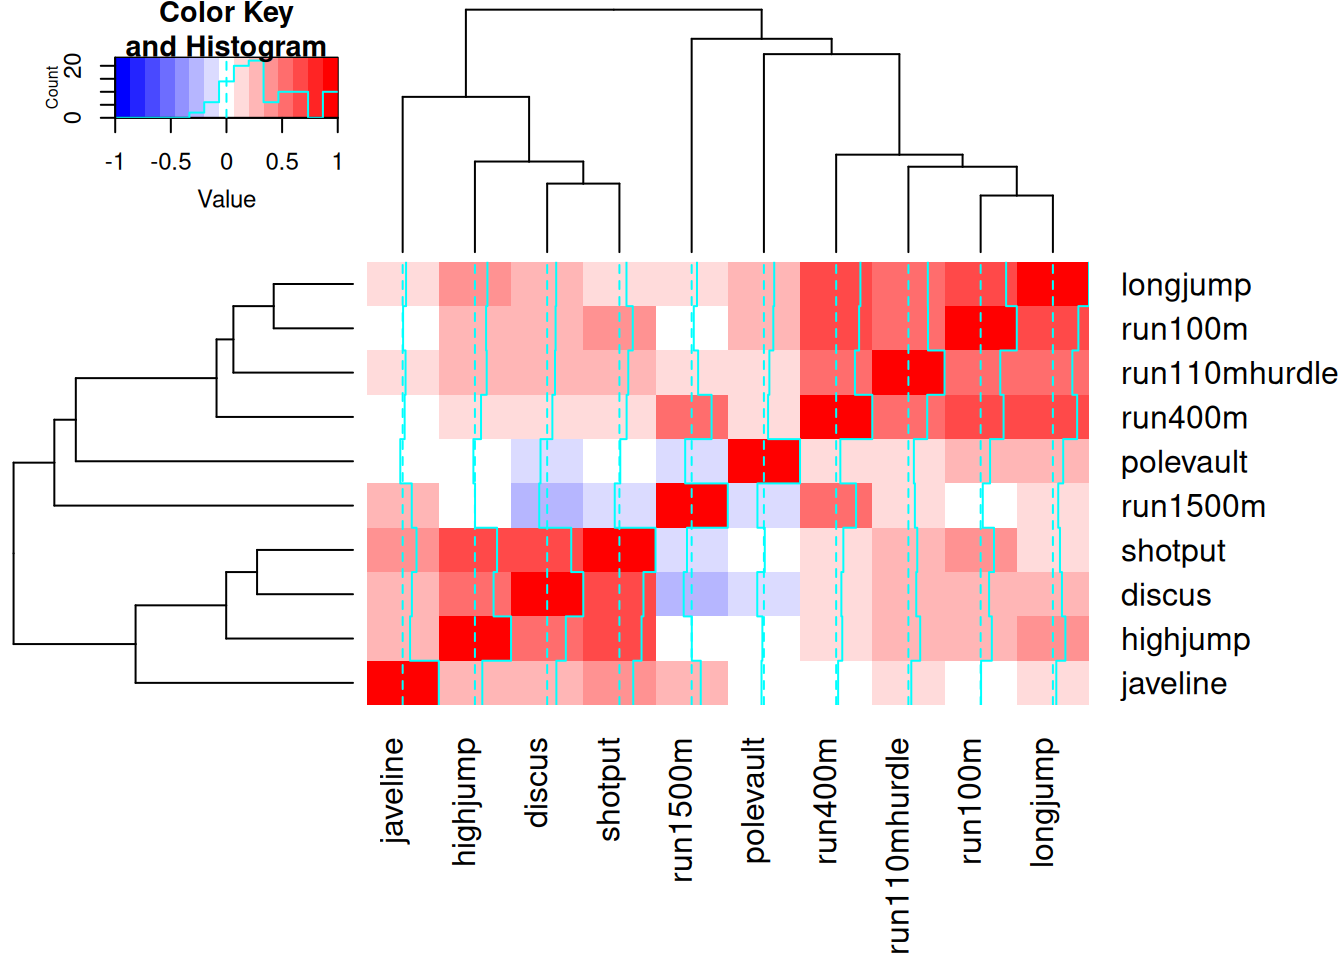 Color Key
and Histogram
Count
0 20
-1 -0.5 0 0.5 1
Value
longjump
run100m
run110mhurdle
run400m
polevault
run1500m
shotput
discus
highjump
javeline
javeline
highjump
discus
shotput
run1500m
polevault
run400m
run110mhurdle
run100m
longjump